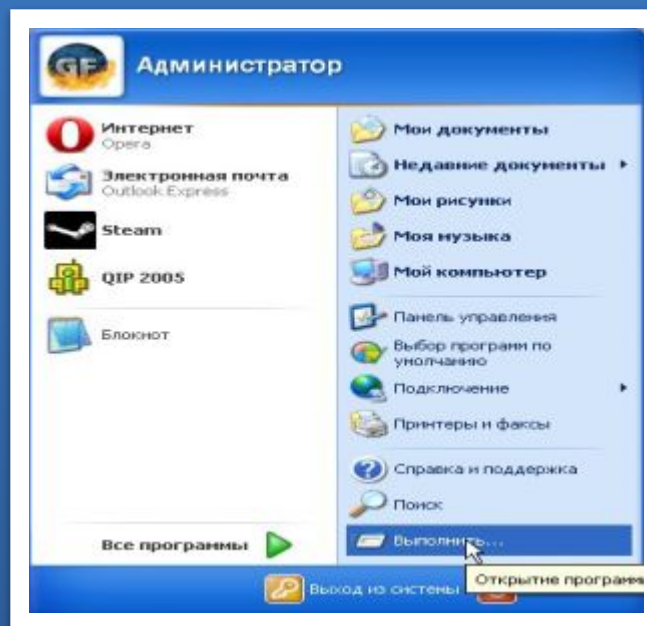 GF
Администратор
Интернет
Opera
Электронная почта
Outlook Express
Steam
QIP 2005
Блокнот
Все программы
Мои документы
Недавние документы
Мои рисунки
Моя музыка
Мой компьютер
Панель управления
Выбор программ по
умолчанию
Подключение
Принтеры и факсы
Справка и поддержка
Поиск
Выполнить...
Открытие программ
Выход из системы